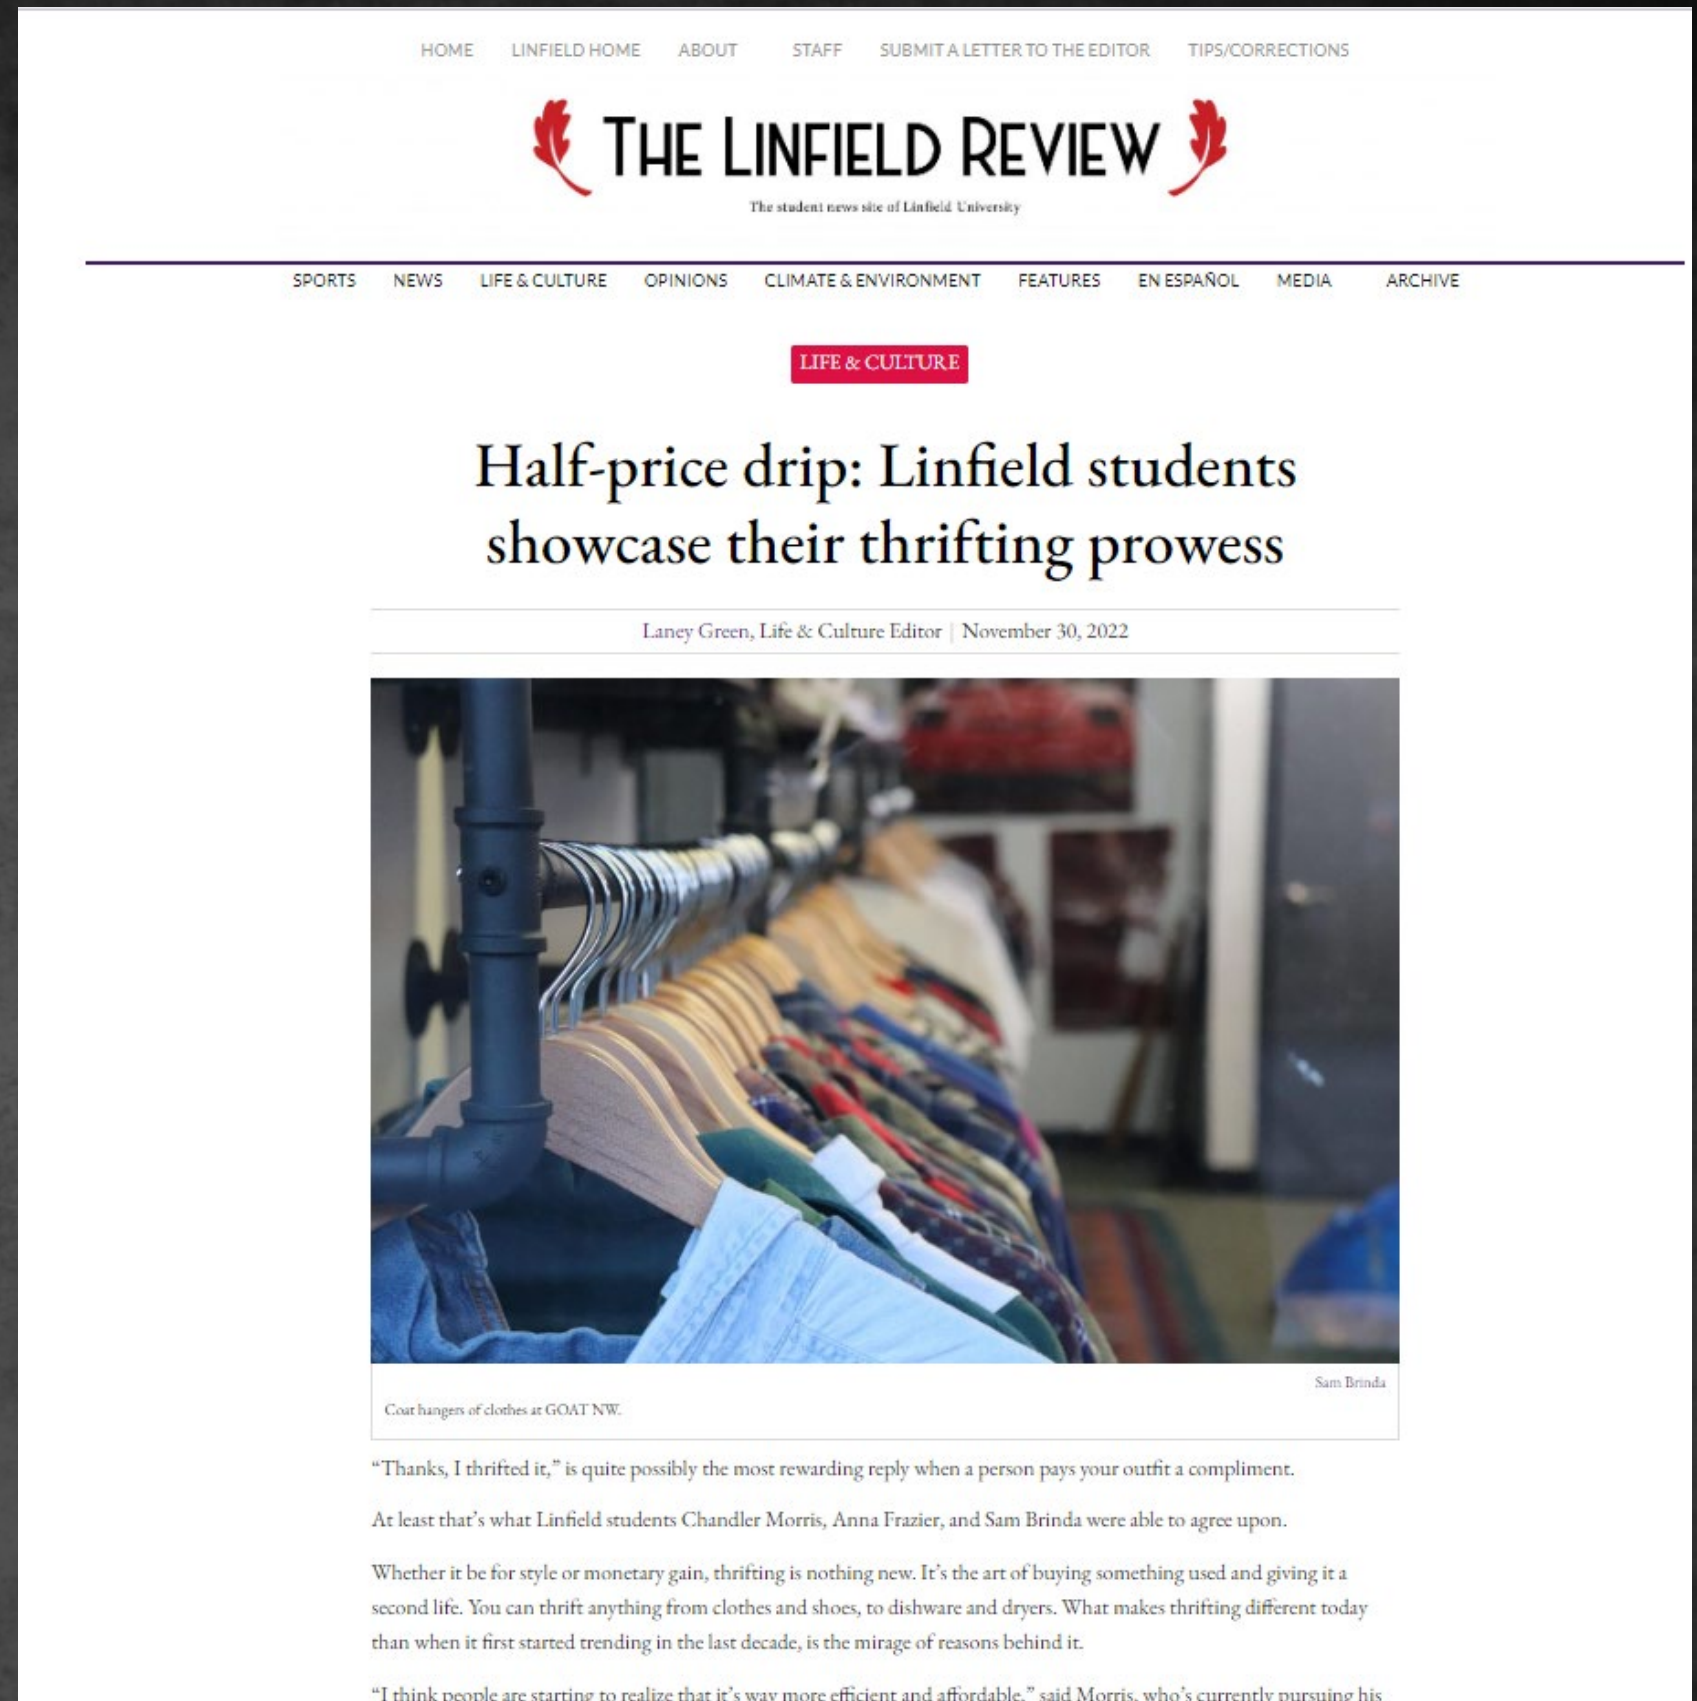 HOME LINFIELD HOME ABOUT STAFF SUBMIT A LETTER TO THE EDITOR TIPS/CORRECTIONS
THE LINFIELD REVIEW
The student news site of Linfield University
SPORTS NEWS LIFE & CULTURE OPINIONS CLIMATE & ENVIRONMENT FEATURES EN ESPAÑOL MEDIA ARCHIVE
LIFE & CULTURE
Half-price drip: Linfield students
showcase their thrifting prowess
Laney Green, Life & Culture Editor | November 30, 2022
Sam Brinda
Coat hangers of clothes at GOAT NW.
“Thanks, I thrifted it,” is quite possibly the most rewarding reply when a person pays your outfit a compliment.
At least that’s what Linfield students Chandler Morris, Anna Frazier, and Sam Brinda were able to agree upon.
Whether it be for style or monetary gain, thrifting is nothing new. It’s the art of buying something used and giving it a
second life. You can thrift anything from clothes and shoes, to dishware and dryers. What makes thrifting different today
than when it first started trending in the last decade, is the mirage of reasons behind it.
“I think people are starting to realize that it’s way more efficient and affordable,” said Morris, who’s currently pursuing his